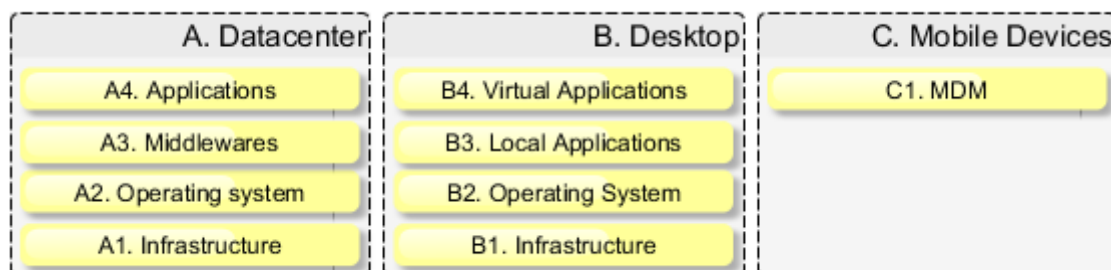 A. Datacenter
A4. Applications
A3. Middlewares
A2. Operating system
A1. Infrastructure
B. Desktop
B4. Virtual Applications
B3. Local Applications
B2. Operating System
B1. Infrastructure
C. Mobile Devices
C1. MDM